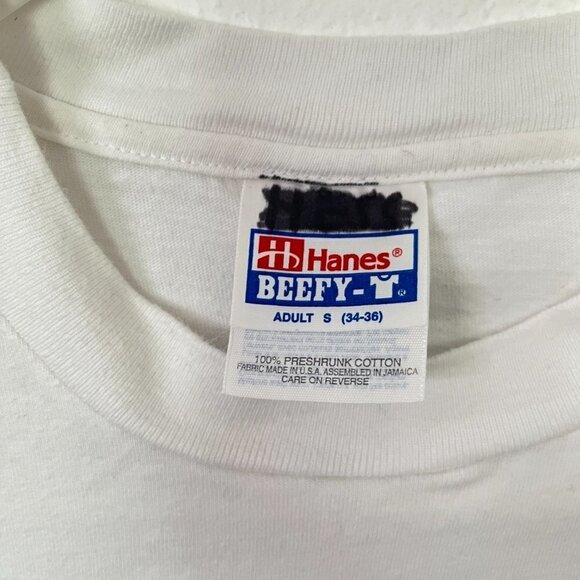 Hanes®
BEEFY-T®
ADULT S (34-36)
100% PRESHRUNK COTTON
FABRIC MADE IN U.S.A. ASSEMBLED IN JAMAICA
CARE ON REVERSE